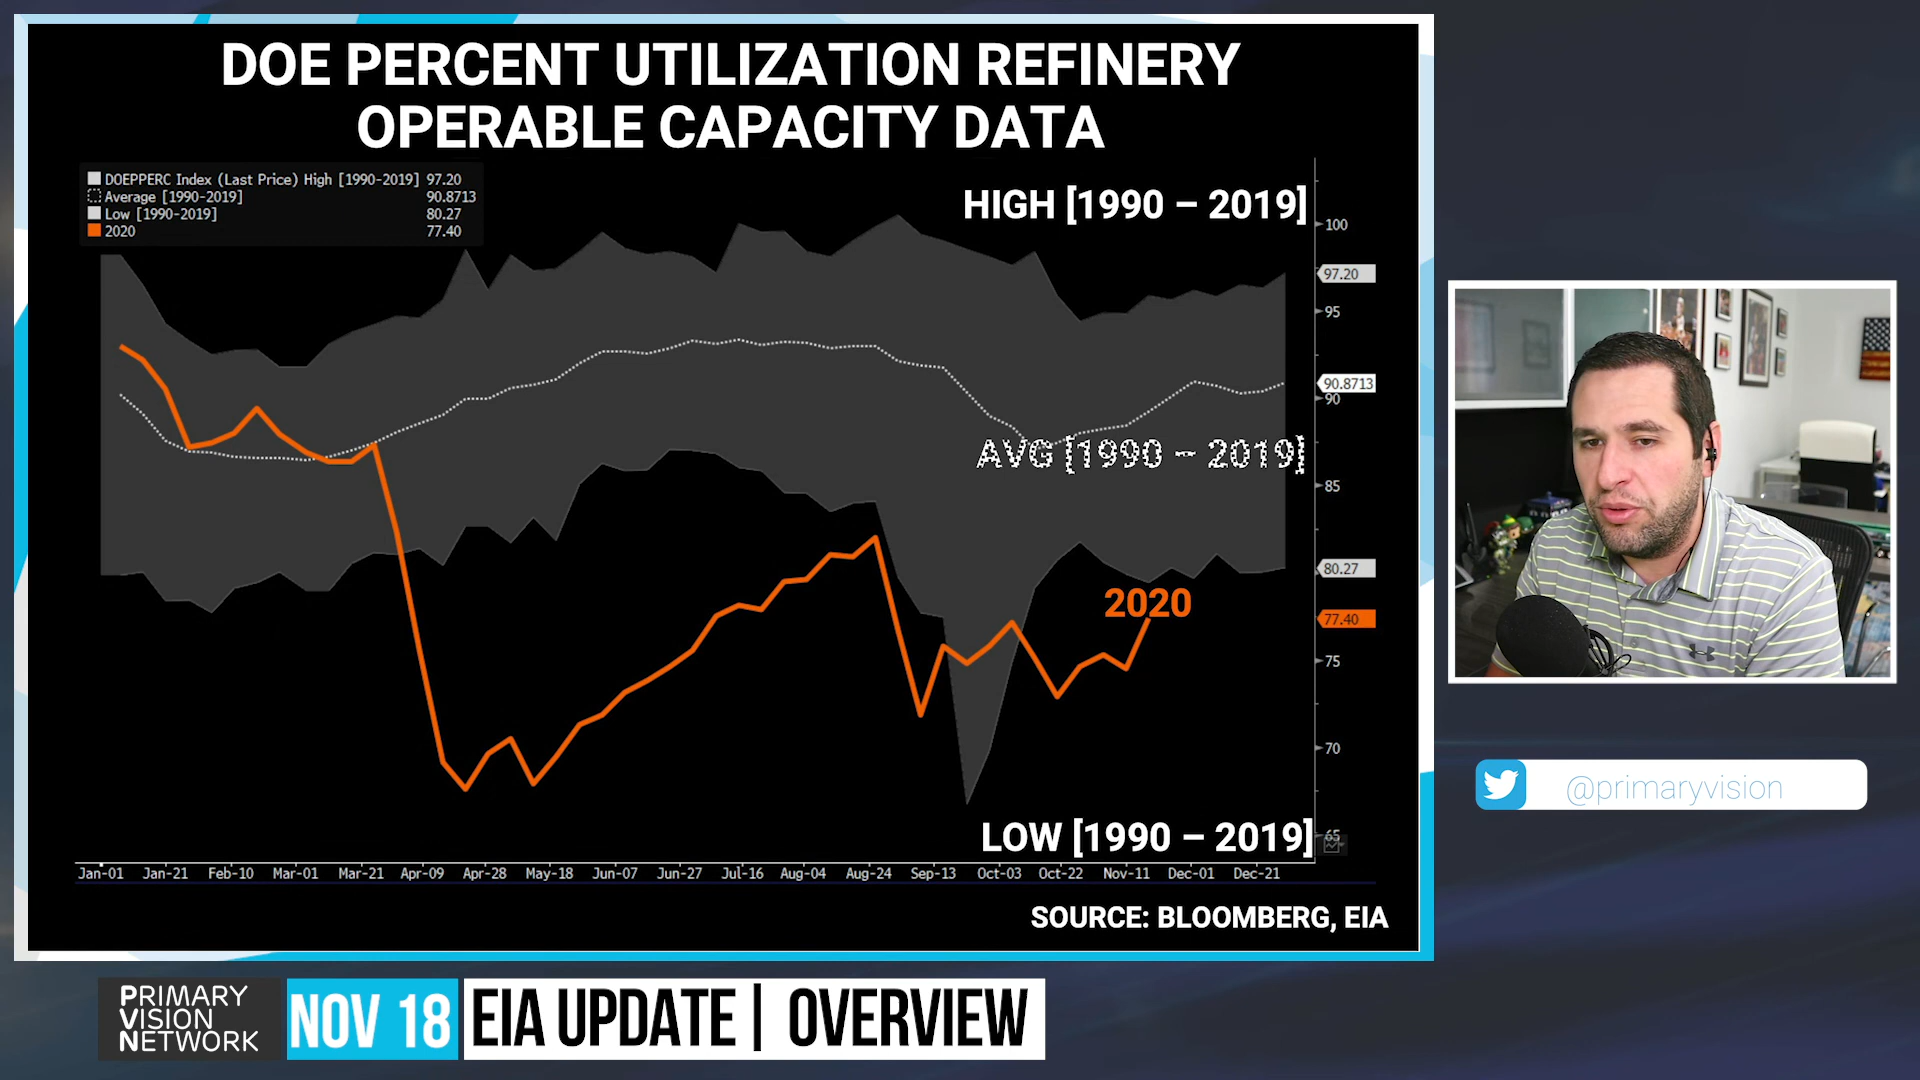 DOE PERCENT UTILIZATION REFINERY
OPERABLE CAPACITY DATA
DOEPPERC Index (Last Price) High [1990-2019] 97.20
Average [1990-2019] 90.8713
Low [1990-2019] 80.27
2020 77.40
HIGH [1990 – 2019]
100
97.20
95
90.8713
90
AVG [1990 – 2019]
85
80.27
2020
77.40
75
70
LOW [1990 – 2019]
65
Jan-01 Jan-21 Feb-10 Mar-01 Mar-21 Apr-09 Apr-28 May-18 Jun-07 Jun-27 Jul-16 Aug-04 Aug-24 Sep-13 Oct-03 Oct-22 Nov-11 Dec-01 Dec-21
SOURCE: BLOOMBERG, EIA
@primaryvision
PRIMARY
VISION
NETWORK
NOV 18
EIA UPDATE | OVERVIEW